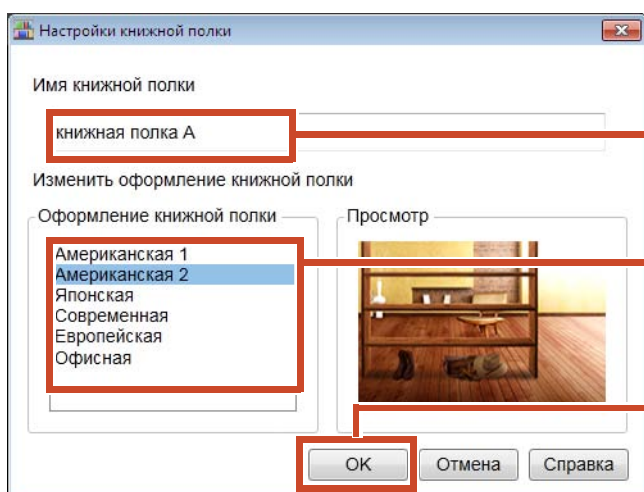 Настройки книжной полки
Имя книжной полки
книжная полка А
Изменить оформление книжной полки
Оформление книжной полки
Просмотр
Американская 1
Американская 2
Японская
Современная
Европейская
Офисная
OK Отмена Справка